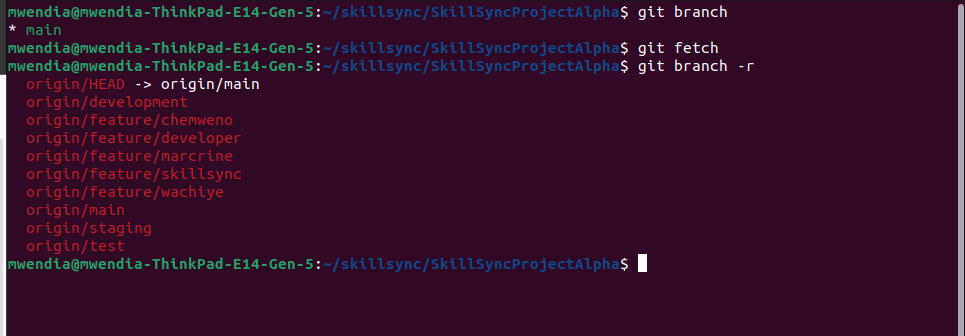 mwendia@mwendia-ThinkPad-E14-Gen-5:~/skillsync/SkillSyncProjectAlpha$ git branch
* main
mwendia@mwendia-ThinkPad-E14-Gen-5:~/skillsync/SkillSyncProjectAlpha$ git fetch
mwendia@mwendia-ThinkPad-E14-Gen-5:~/skillsync/SkillSyncProjectAlpha$ git branch -r
  origin/HEAD -> origin/main
  origin/development
  origin/feature/chemweno
  origin/feature/developer
  origin/feature/marcrine
  origin/feature/skillsync
  origin/feature/wachiye
  origin/main
  origin/staging
  origin/test
mwendia@mwendia-ThinkPad-E14-Gen-5:~/skillsync/SkillSyncProjectAlpha$